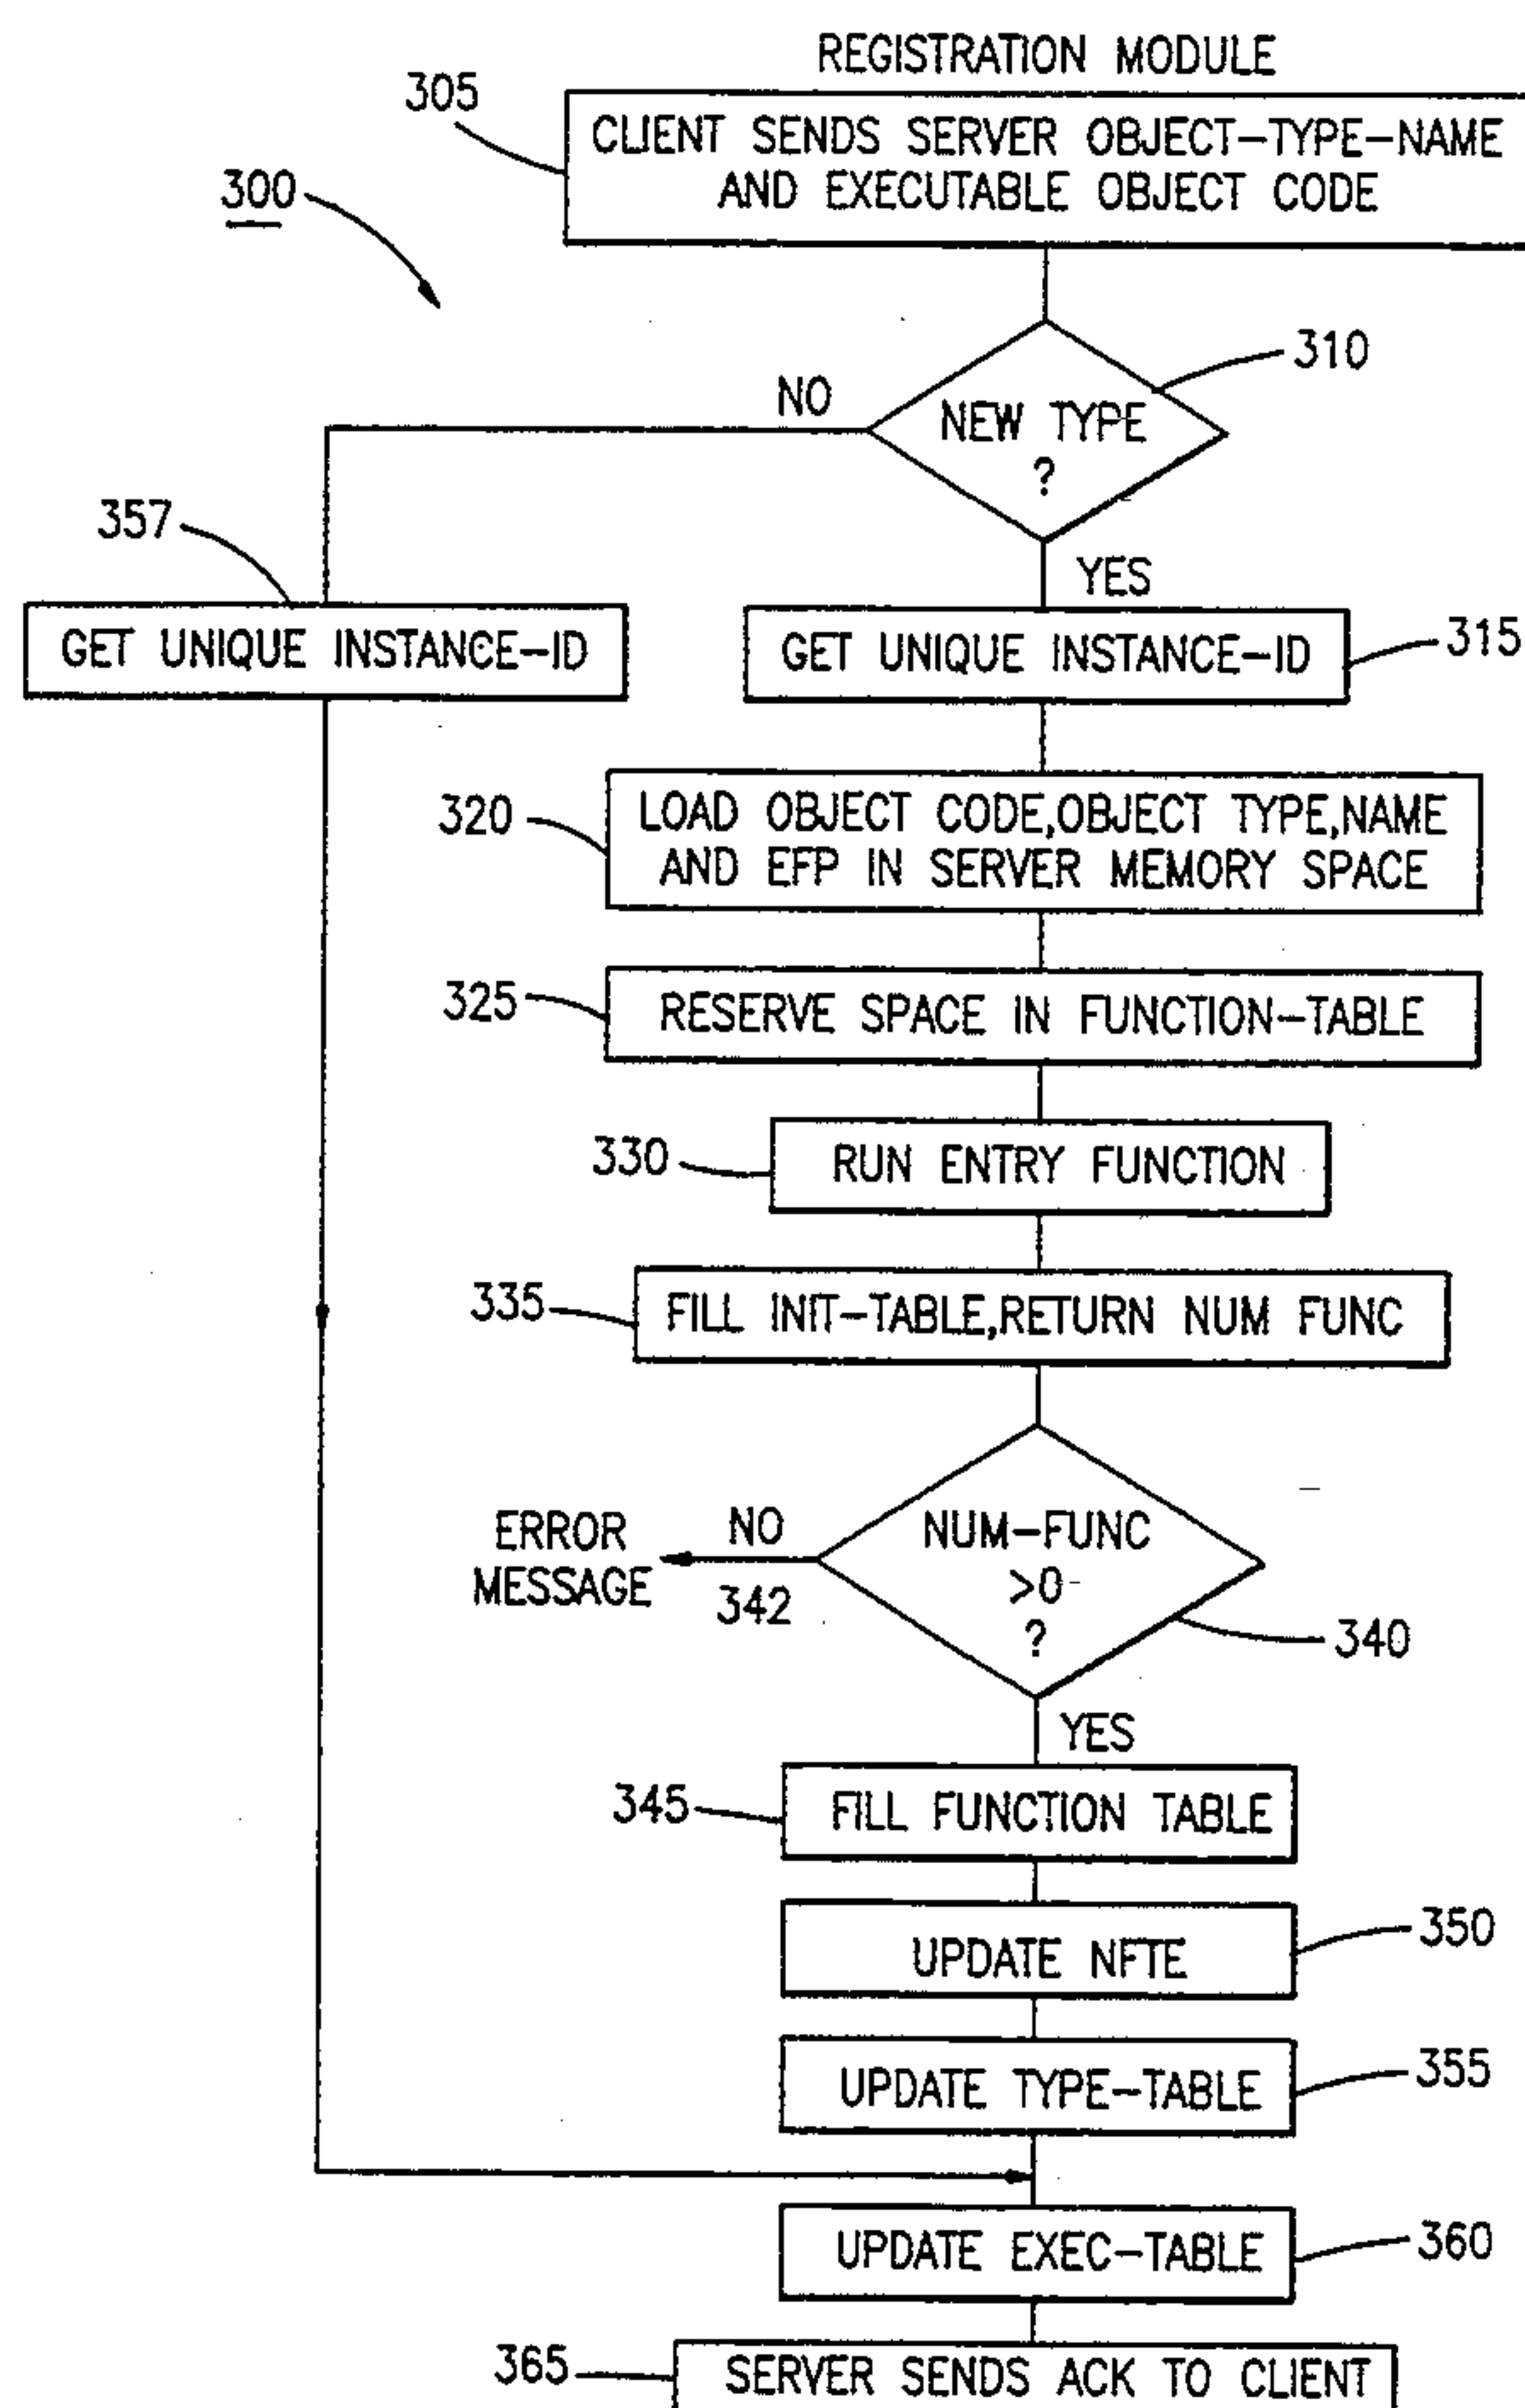 REGISTRATION MODULE
305
CLIENT SENDS SERVER OBJECT-TYPE-NAME
AND EXECUTABLE OBJECT CODE
300
310
NO
NEW TYPE
?
357
YES
GET UNIQUE INSTANCE-ID
GET UNIQUE INSTANCE-ID
315
320
LOAD OBJECT CODE,OBJECT TYPE,NAME
AND EFP IN SERVER MEMORY SPACE
325
RESERVE SPACE IN FUNCTION-TABLE
330
RUN ENTRY FUNCTION
335
FILL INIT-TABLE,RETURN NUM FUNC
ERROR
MESSAGE
NO
342
NUM-FUNC
>0
?
340
YES
345
FILL FUNCTION TABLE
UPDATE NFTE
350
UPDATE TYPE-TABLE
355
UPDATE EXEC-TABLE
360
365
SERVER SENDS ACK TO CLIENT